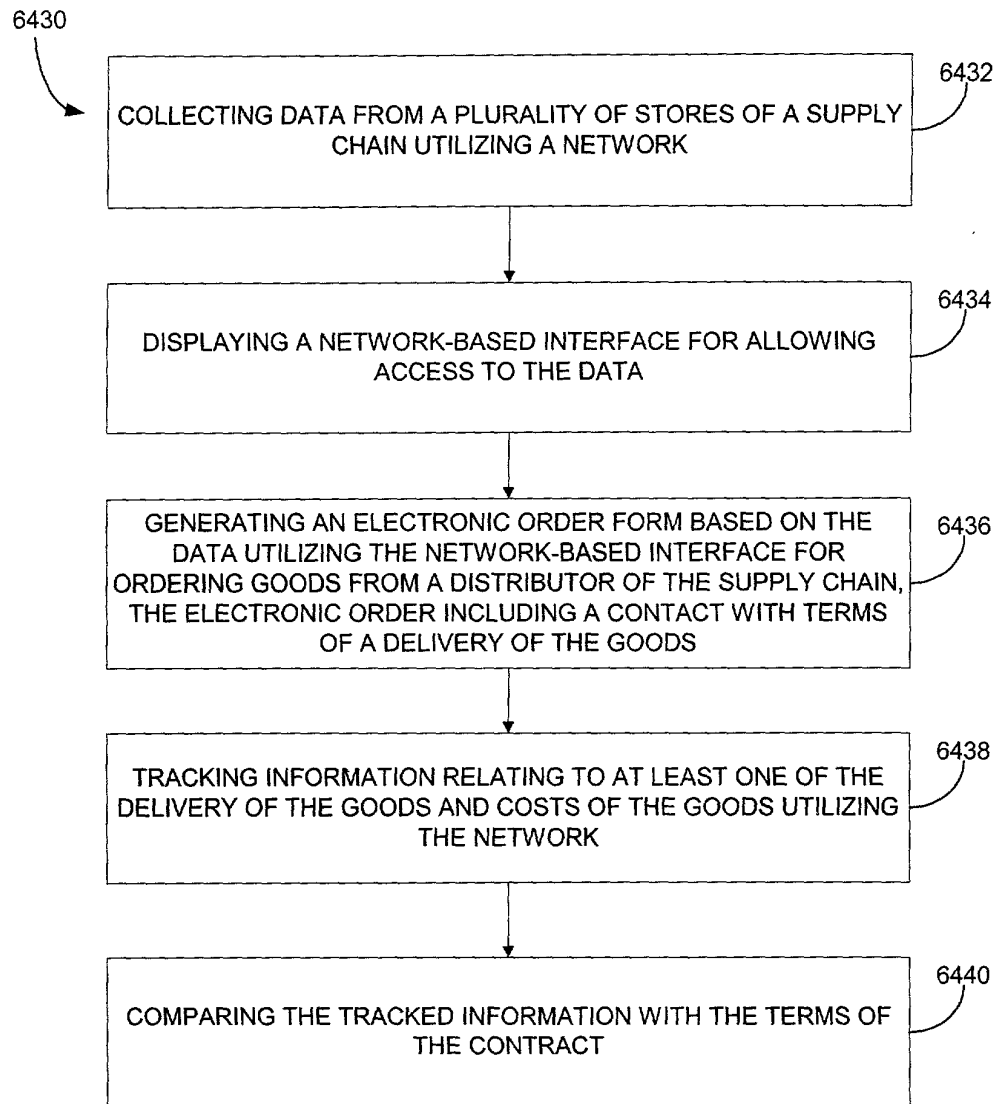 6430
6432
COLLECTING DATA FROM A PLURALITY OF STORES OF A SUPPLY
CHAIN UTILIZING A NETWORK
6434
DISPLAYING A NETWORK-BASED INTERFACE FOR ALLOWING
ACCESS TO THE DATA
6436
GENERATING AN ELECTRONIC ORDER FORM BASED ON THE
DATA UTILIZING THE NETWORK-BASED INTERFACE FOR
ORDERING GOODS FROM A DISTRIBUTOR OF THE SUPPLY CHAIN,
THE ELECTRONIC ORDER INCLUDING A CONTACT WITH TERMS
OF A DELIVERY OF THE GOODS
6438
TRACKING INFORMATION RELATING TO AT LEAST ONE OF THE
DELIVERY OF THE GOODS AND COSTS OF THE GOODS UTILIZING
THE NETWORK
6440
COMPARING THE TRACKED INFORMATION WITH THE TERMS OF
THE CONTRACT